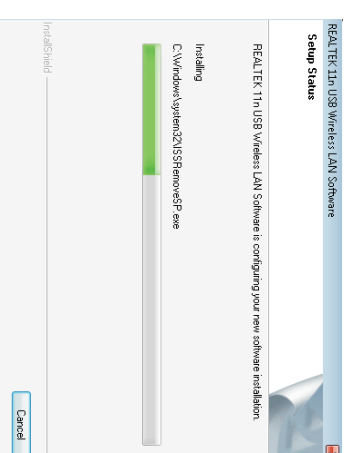 REALTEK 11n USB Wireless LAN Software
Setup Status
REALTEK 11n USB Wireless LAN Software is configuring your new software installation.
Installing
C:\Windows\system32\ISSRemoveSP.exe
InstallShield
Cancel